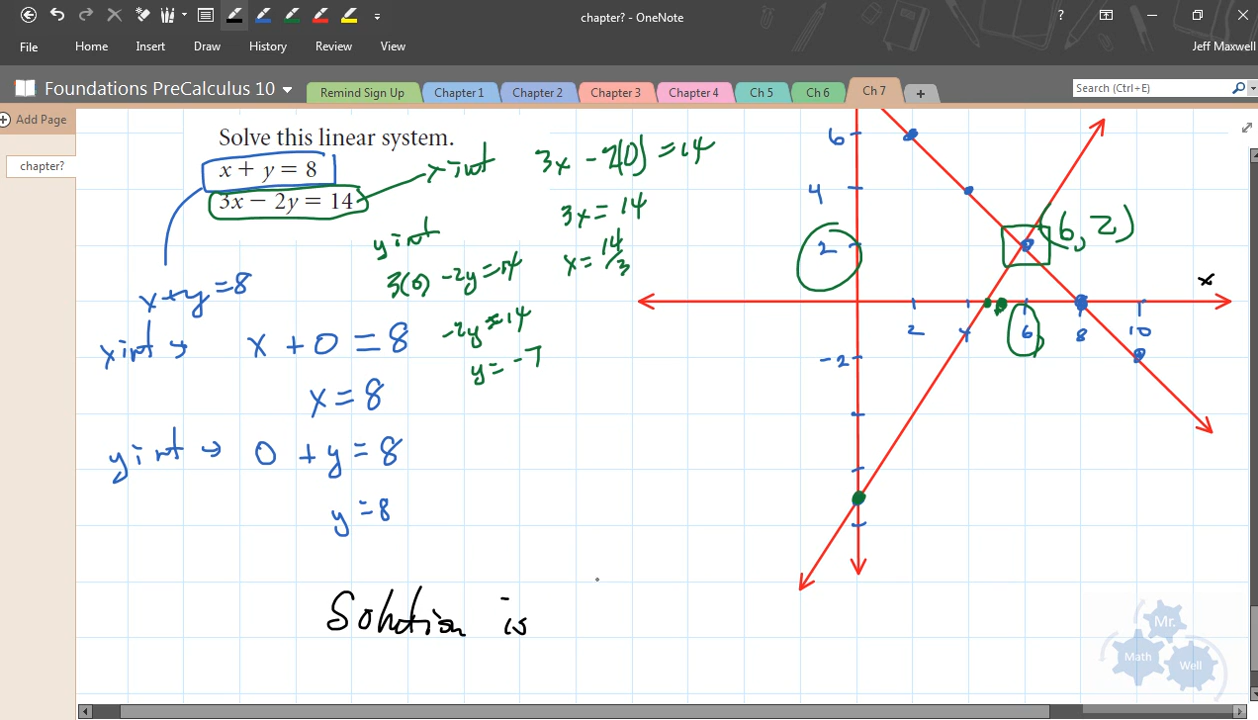 chapter? - OneNote
?
File
Home
Insert
Draw
History
Review
View
Jeff Maxwell
Foundations PreCalculus 10
Remind Sign Up
Chapter 1
Chapter 2
Chapter 3
Chapter 4
Ch 5
Ch 6
Ch 7
+
Search (Ctrl+E)
Add Page
chapter?
Solve this linear system.
x + y = 8
3x − 2y = 14
x int
3x - 2(0) = 14
3x = 14
x = 14/3
y int
3(0) - 2y = 14
-2y = 14
y = -7
x+y=8
x int → x + 0 = 8
x = 8
y int → 0 + y = 8
y = 8
Solution is
6
4
2
(6, 2)
x
2
4
6
8
10
-2
Mr.
Math
Well